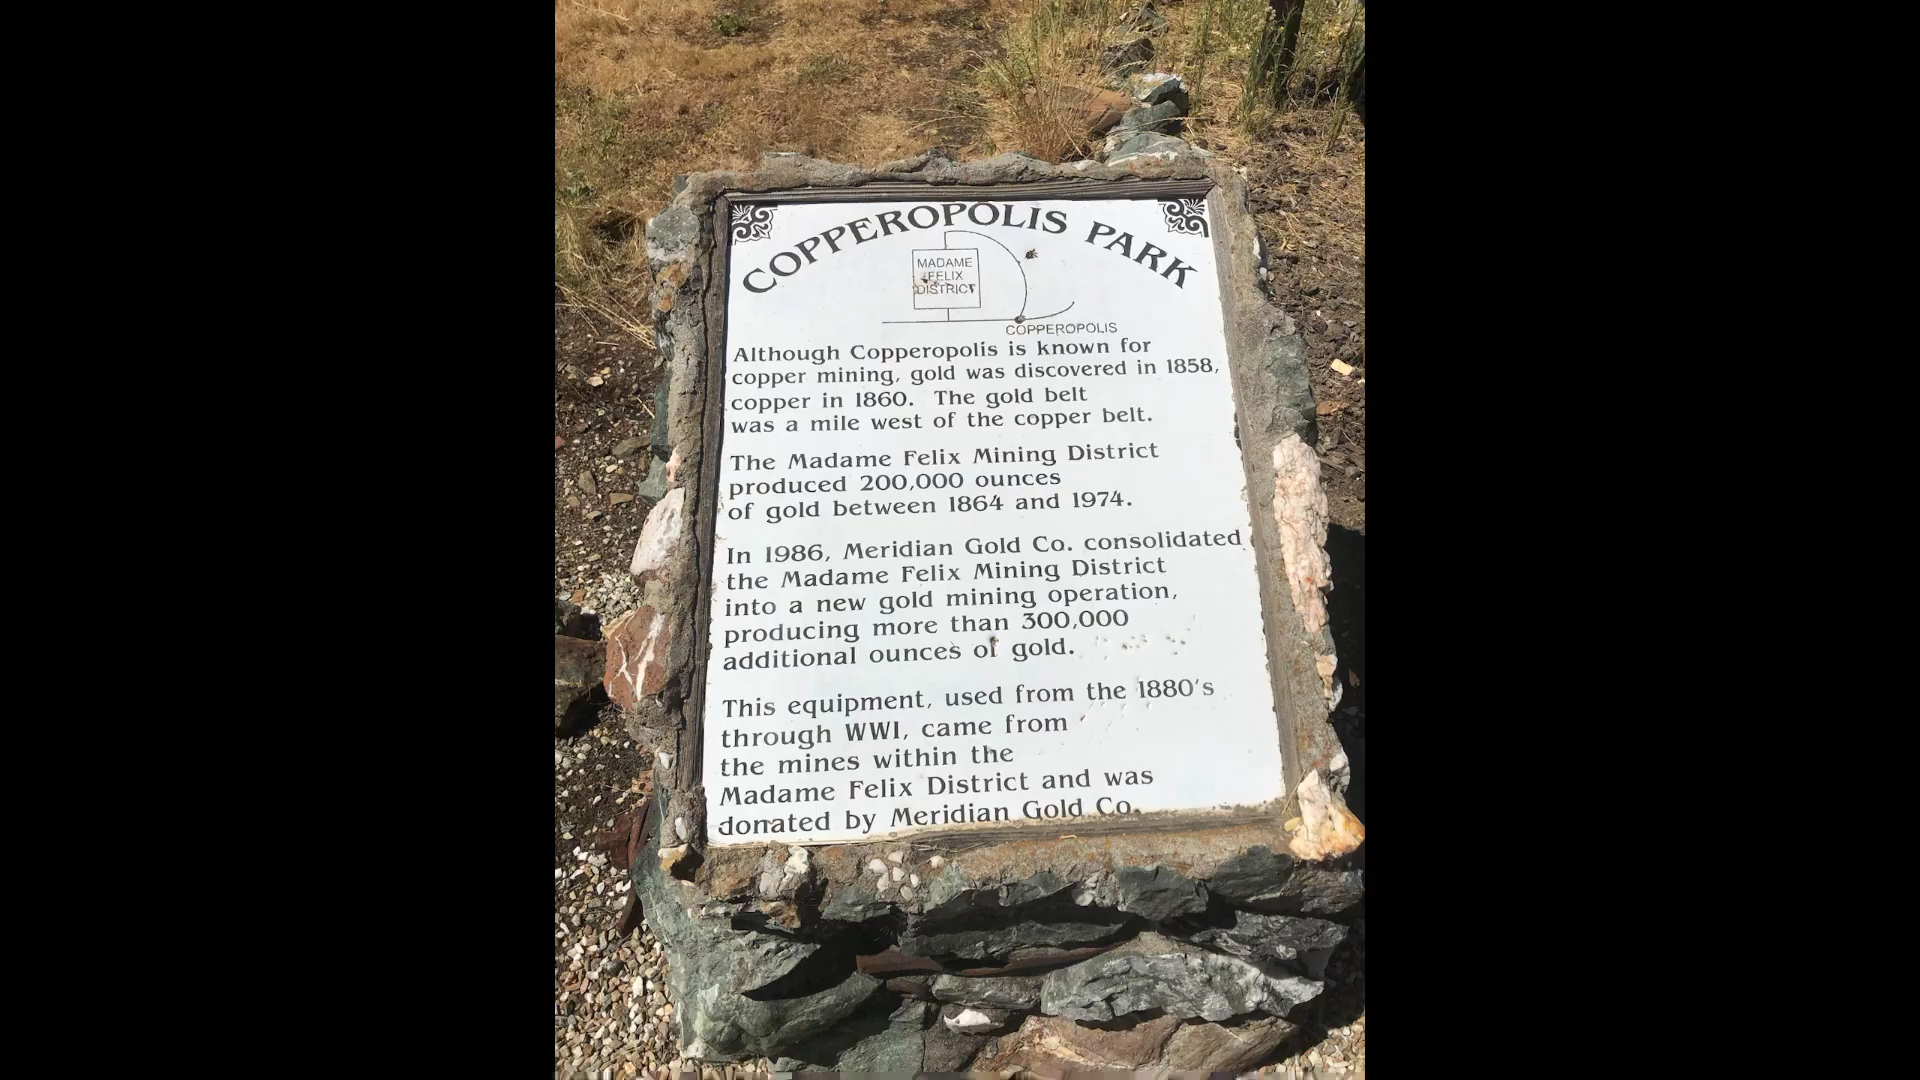 COPPEROPOLIS PARK
MADAME
FELIX
DISTRICT
COPPEROPOLIS
Although Copperopolis is known for
copper mining, gold was discovered in 1858,
copper in 1860. The gold belt
was a mile west of the copper belt.
The Madame Felix Mining District
produced 200,000 ounces
of gold between 1864 and 1974.
In 1986, Meridian Gold Co. consolidated
the Madame Felix Mining District
into a new gold mining operation,
producing more than 300,000
additional ounces of gold.
This equipment, used from the 1880's
through WWI, came from
the mines within the
Madame Felix District and was
donated by Meridian Gold Co.